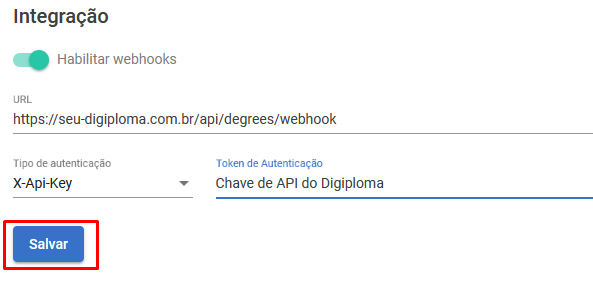 Integração
Habilitar webhooks
URL
https://seu-digiploma.com.br/api/degrees/webhook
Tipo de autenticação Token de Autenticação
X-Api-Key Chave de API do Digiploma
Salvar